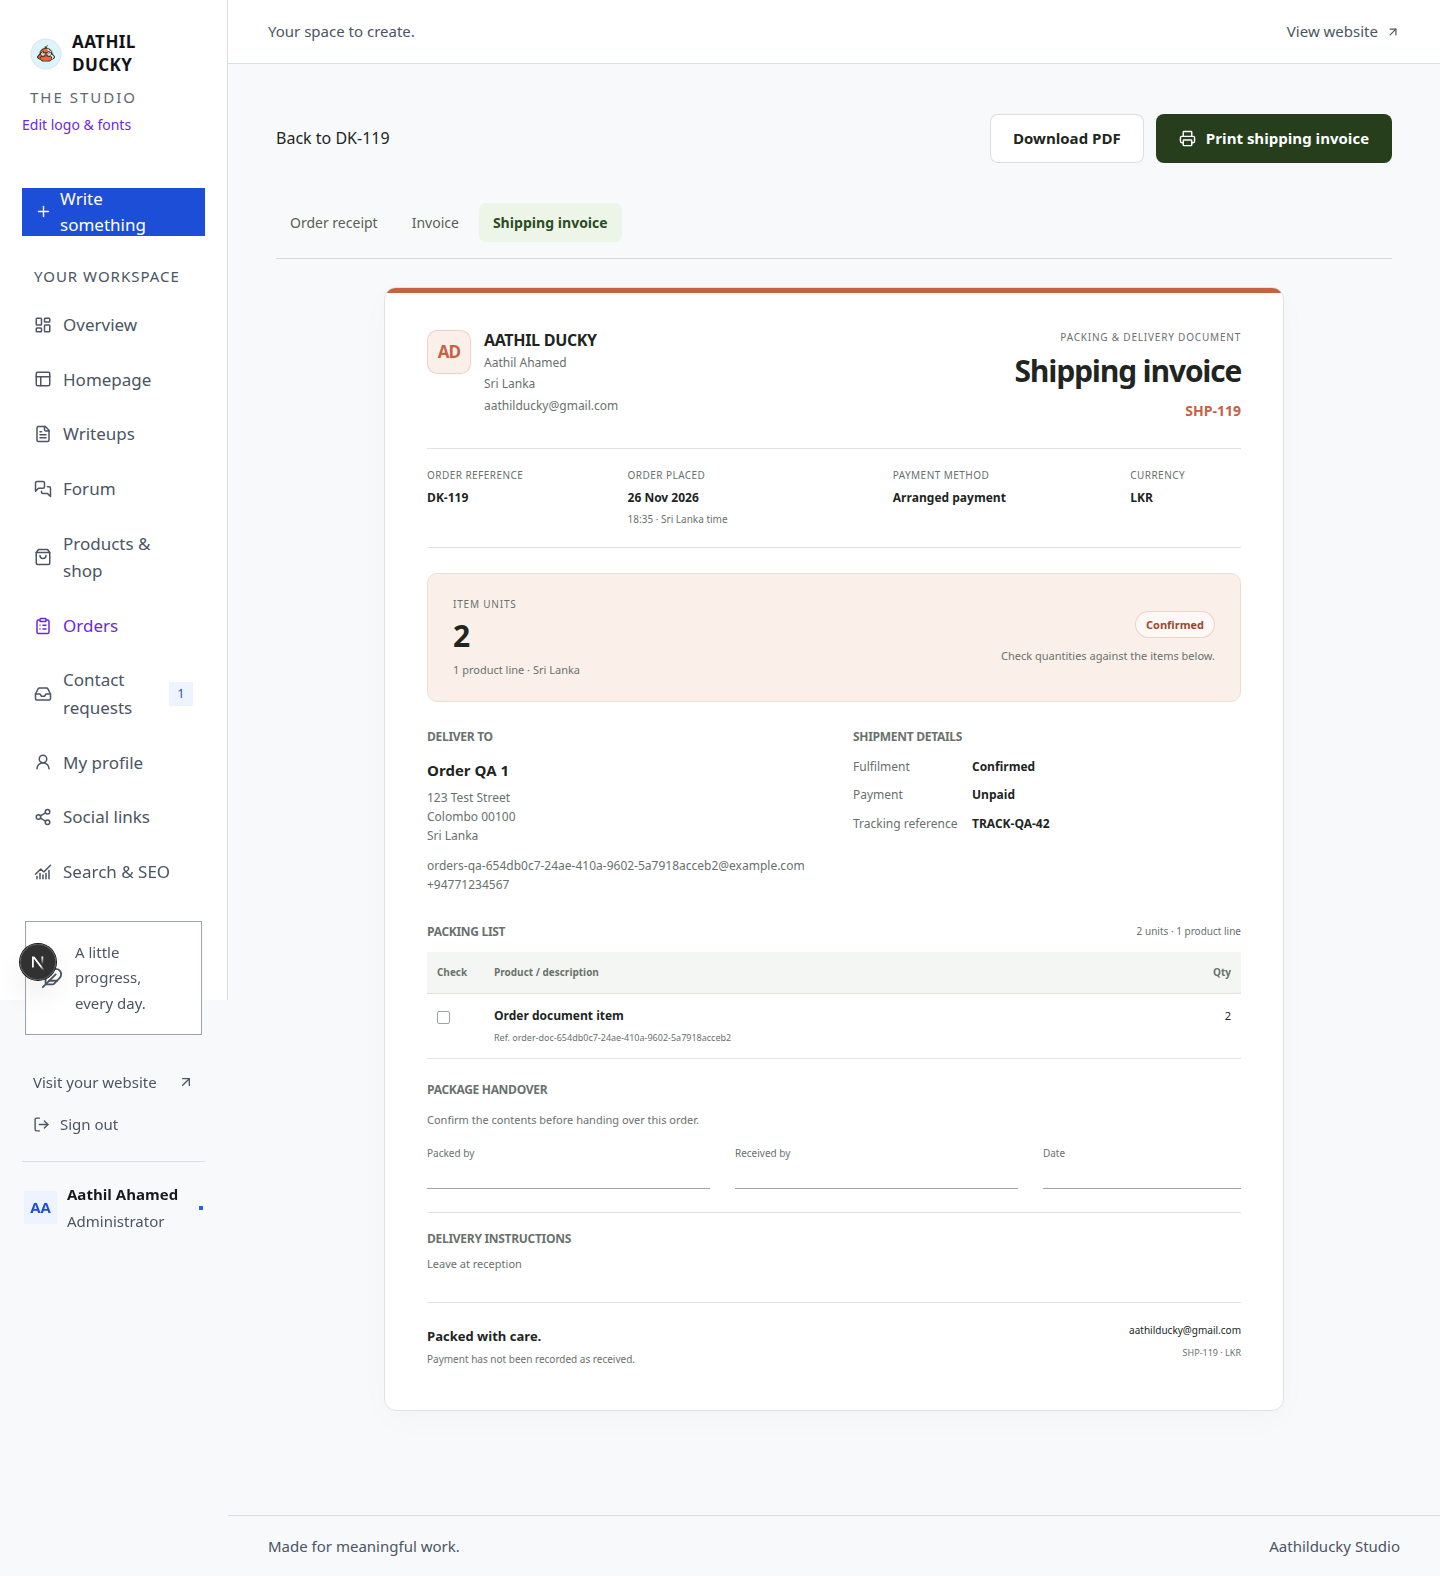 AATHIL
DUCKY
THE STUDIO
Edit logo & fonts
Write
something
YOUR WORKSPACE
Overview
Homepage
Writeups
Forum
Products &
shop
Orders
Contact
requests
1
My profile
Social links
Search & SEO
A little
progress,
every day.
N
Visit your website
Sign out
AA
Aathil Ahamed
Administrator
Your space to create.
View website
Back to DK-119
Download PDF
Print shipping invoice
Order receipt
Invoice
Shipping invoice
AD
AATHIL DUCKY
Aathil Ahamed
Sri Lanka
aathilducky@gmail.com
PACKING & DELIVERY DOCUMENT
Shipping invoice
SHP-119
ORDER REFERENCE
DK-119
ORDER PLACED
26 Nov 2026
18:35 · Sri Lanka time
PAYMENT METHOD
Arranged payment
CURRENCY
LKR
ITEM UNITS
2
1 product line · Sri Lanka
Confirmed
Check quantities against the items below.
DELIVER TO
Order QA 1
123 Test Street
Colombo 00100
Sri Lanka
orders-qa-654db0c7-24ae-410a-9602-5a7918acceb2@example.com
+94771234567
SHIPMENT DETAILS
Fulfilment Confirmed
Payment Unpaid
Tracking reference TRACK-QA-42
PACKING LIST
2 units · 1 product line
Check Product / description Qty
Order document item 2
Ref. order-doc-654db0c7-24ae-410a-9602-5a7918acceb2
PACKAGE HANDOVER
Confirm the contents before handing over this order.
Packed by Received by Date
DELIVERY INSTRUCTIONS
Leave at reception
Packed with care.
Payment has not been recorded as received.
aathilducky@gmail.com
SHP-119 · LKR
Made for meaningful work.
Aathilducky Studio